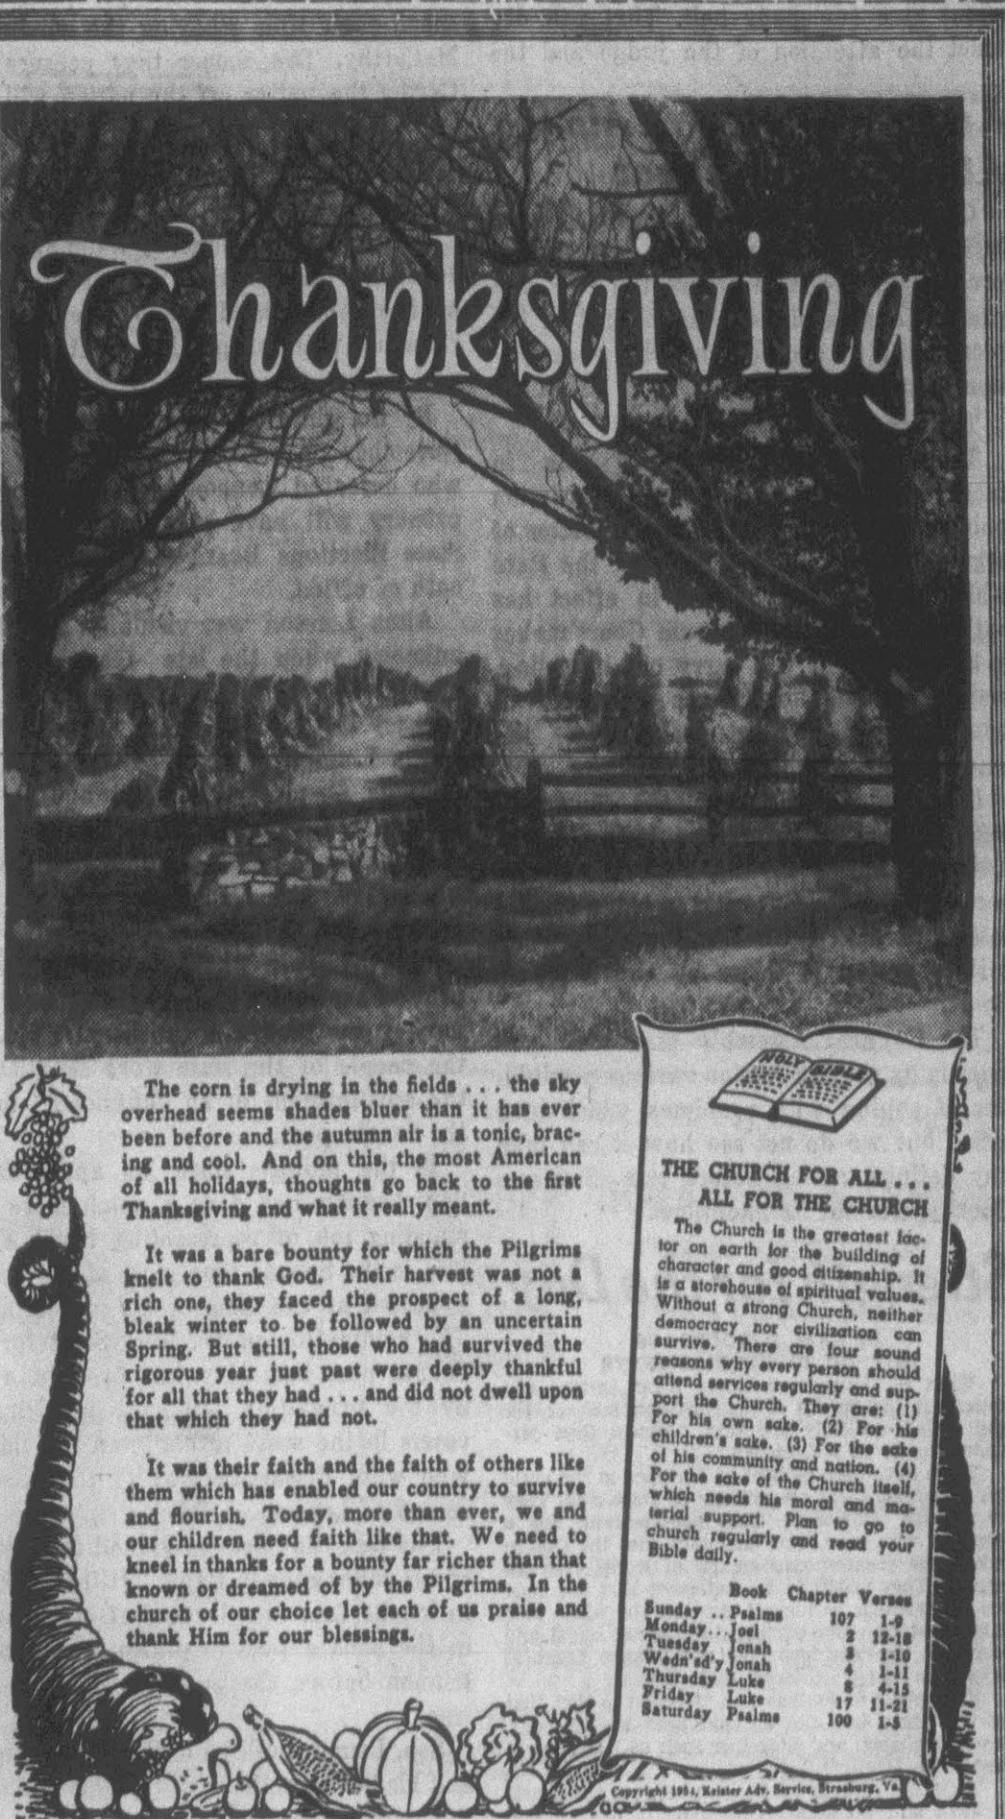 Thanksgiving
The corn is drying in the fields . . . the sky
overhead seems shades bluer than it has ever
been before and the autumn air is a tonic, brac-
ing and cool. And on this, the most American
of all holidays, thoughts go back to the first
Thanksgiving and what it really meant.
It was a bare bounty for which the Pilgrims
knelt to thank God. Their harvest was not a
rich one, they faced the prospect of a long,
bleak winter to be followed by an uncertain
Spring. But still, those who had survived the
rigorous year just past were deeply thankful
for all that they had . . . and did not dwell upon
that which they had not.
It was their faith and the faith of others like
them which has enabled our country to survive
and flourish. Today, more than ever, we and
our children need faith like that. We need to
kneel in thanks for a bounty far richer than that
known or dreamed of by the Pilgrims. In the
church of our choice let each of us praise and
thank Him for our blessings.
HOLY BIBLE
THE CHURCH FOR ALL . . .
ALL FOR THE CHURCH
The Church is the greatest fac-
tor on earth for the building of
character and good citizenship. It
is a storehouse of spiritual values.
Without a strong Church, neither
democracy nor civilization can
survive. There are four sound
reasons why every person should
attend services regularly and sup-
port the Church. They are: (1)
For his own sake. (2) For his
children's sake. (3) For the sake
of his community and nation. (4)
For the sake of the Church itself,
which needs his moral and ma-
terial support. Plan to go to
church regularly and read your
Bible daily.
Book Chapter Verses
Sunday .. Psalms 107 1-9
Monday... Joel 2 12-18
Tuesday Jonah 3 1-10
Wedn'sd'y Jonah 4 1-11
Thursday Luke 8 4-15
Friday Luke 17 11-21
Saturday Psalms 100 1-5
Copyright 1954, Keister Adv. Service, Strasburg, Va.